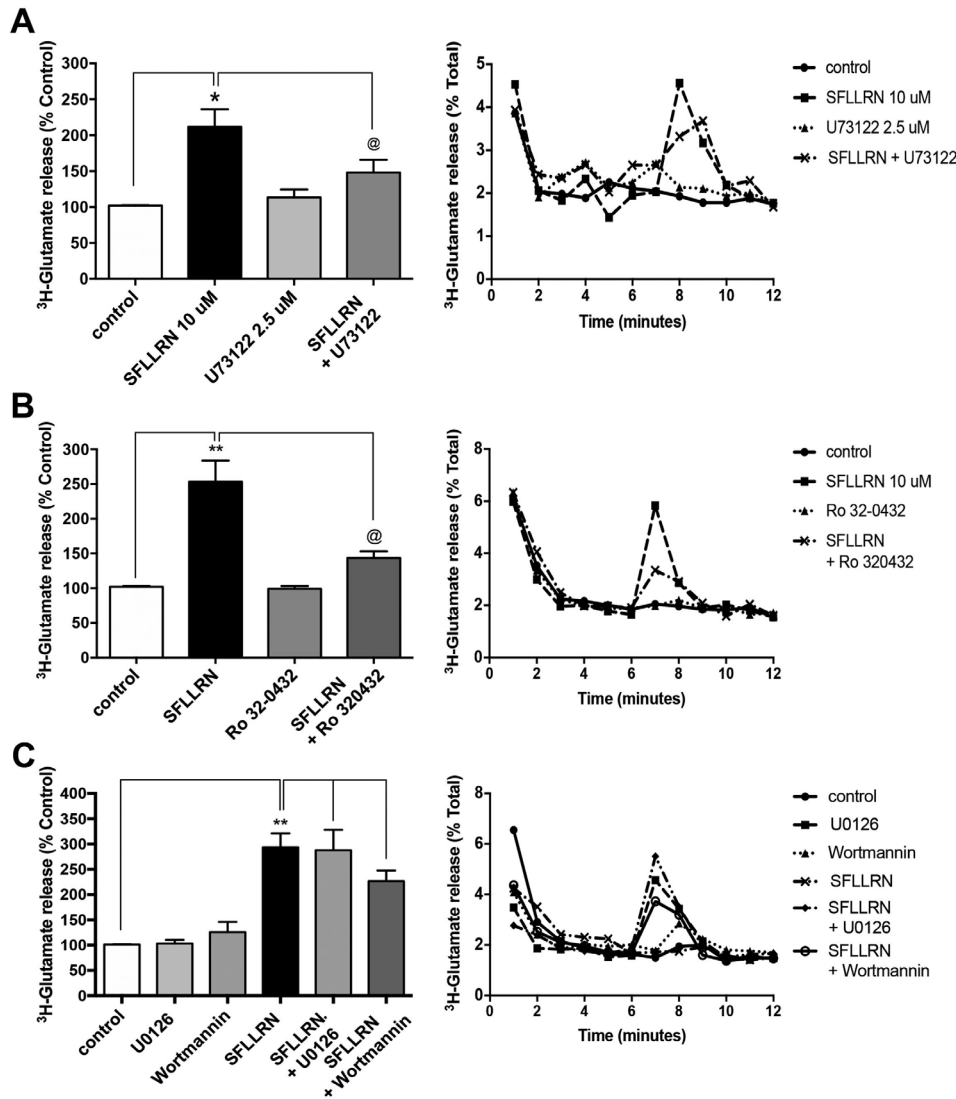 A
³H-Glutamate release (% Control)
300
250
200
150
100
50
0
*
@
control
SFLLRN 10 uM
U73122 2.5 uM
SFLLRN
+ U73122
³H-Glutamate release (% Total)
5
4
3
2
1
0
0 2 4 6 8 10 12
Time (minutes)
control
SFLLRN 10 uM
U73122 2.5 uM
SFLLRN + U73122
B
³H-Glutamate release (% Control)
300
250
200
150
100
50
0
**
@
control
SFLLRN
Ro 32-0432
SFLLRN
+ Ro 320432
³H-Glutamate release (% Total)
8
6
4
2
0
0 2 4 6 8 10 12
Time (minutes)
control
SFLLRN 10 uM
Ro 32-0432
SFLLRN
+ Ro 320432
C
³H-Glutamate release (% Control)
400
350
300
250
200
150
100
50
0
**
control
U0126
Wortmannin
SFLLRN
SFLLRN
+ U0126
SFLLRN
+ Wortmannin
³H-Glutamate release (% Total)
8
6
4
2
0
0 2 4 6 8 10 12
Time (minutes)
control
U0126
Wortmannin
SFLLRN
SFLLRN
+ U0126
SFLLRN
+ Wortmannin